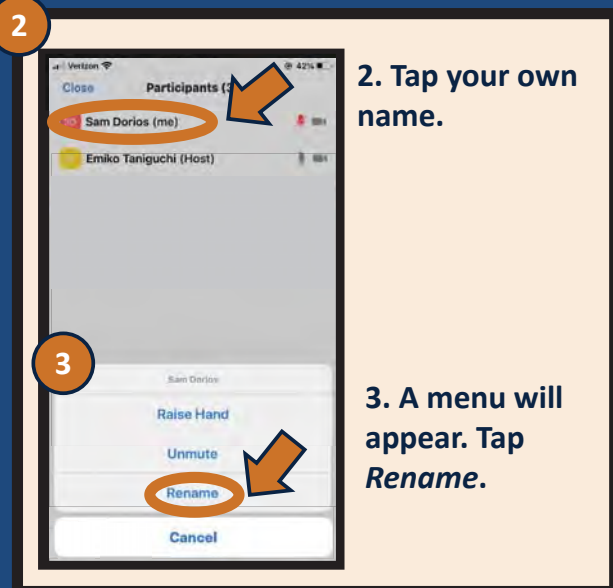 2
Verizon 42%
Close Participants (
Sam Dorios (me)
Emiko Taniguchi (Host)
2. Tap your own
name.
3
Sam Dorios
Raise Hand
Unmute
Rename
Cancel
3. A menu will
appear. Tap
Rename.